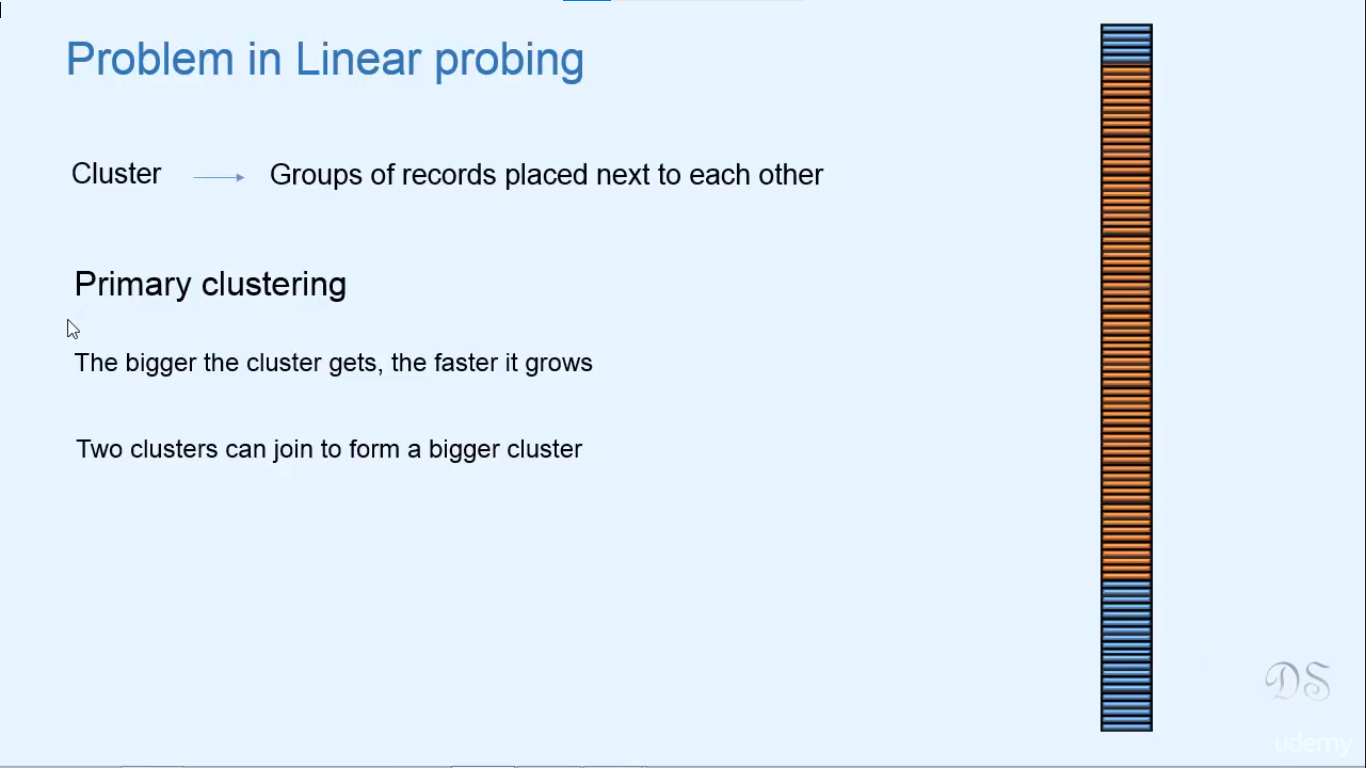 Problem in Linear probing
Cluster
Groups of records placed next to each other
Primary clustering
The bigger the cluster gets, the faster it grows
Two clusters can join to form a bigger cluster
DS
udemy